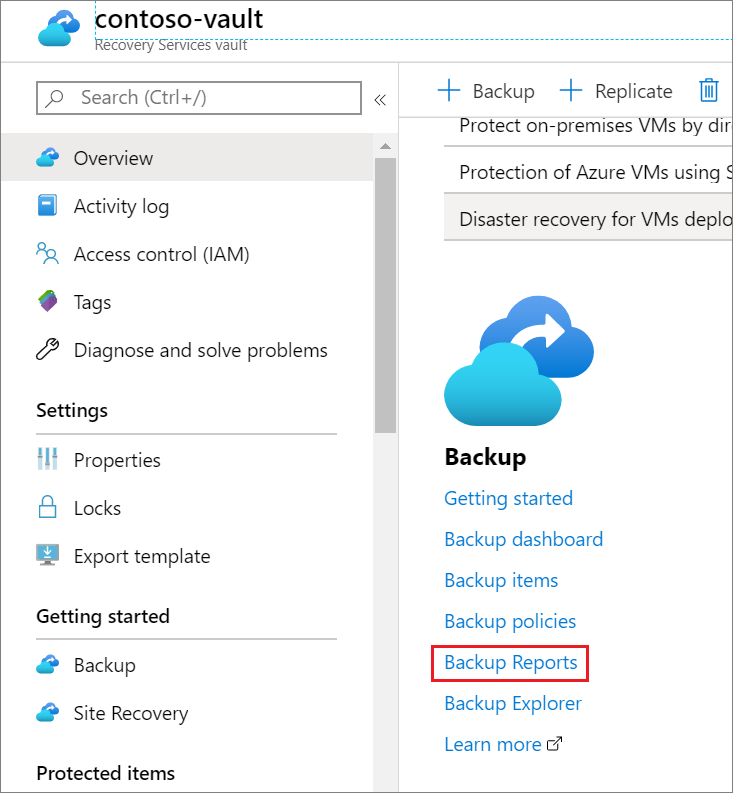 contoso-vault
Recovery Services vault
Search (Ctrl+/)
«
Overview
Activity log
Access control (IAM)
Tags
Diagnose and solve problems
Settings
Properties
Locks
Export template
Getting started
Backup
Site Recovery
Protected items
Backup
Replicate
Protect on-premises VMs by dire
Protection of Azure VMs using S
Disaster recovery for VMs deplo
Backup
Getting started
Backup dashboard
Backup items
Backup policies
Backup Reports
Backup Explorer
Learn more